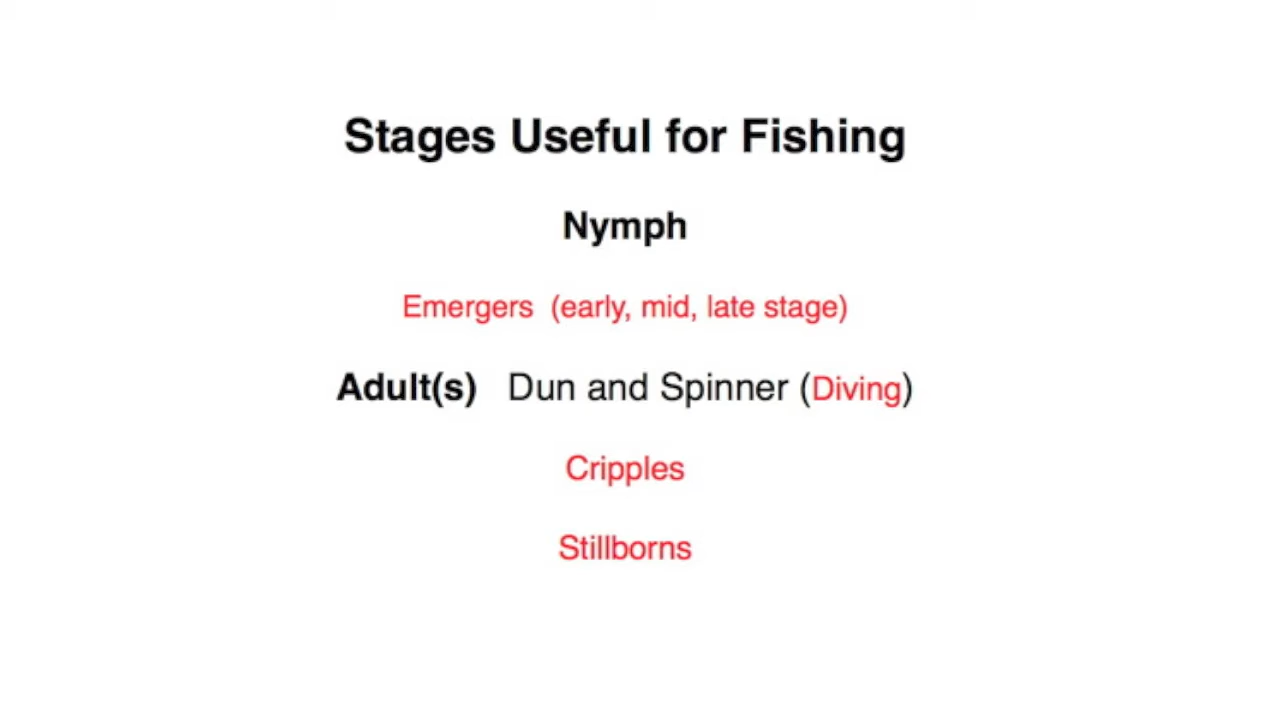 Stages Useful for Fishing
Nymph
Emergers (early, mid, late stage)
Adult(s) Dun and Spinner (Diving)
Cripples
Stillborns